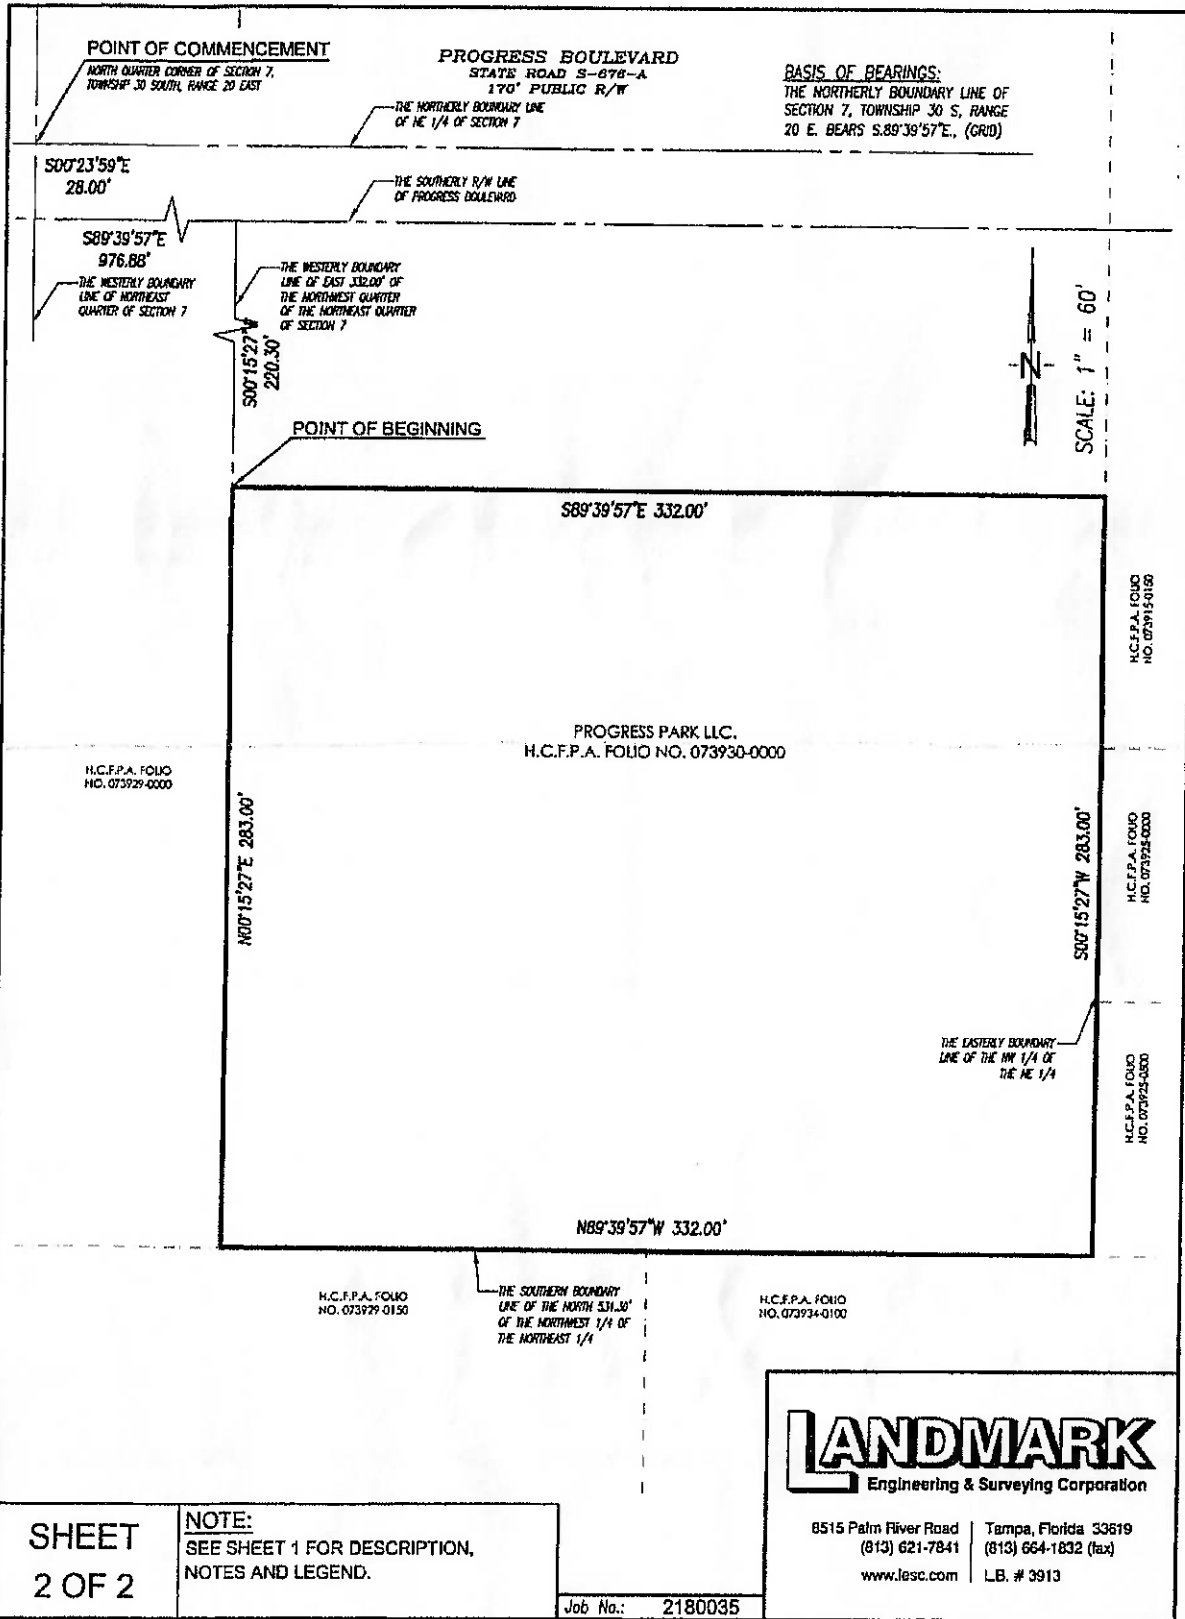 POINT OF COMMENCEMENT
NORTH QUARTER CORNER OF SECTION 7,
TOWNSHIP 30 SOUTH, RANGE 20 EAST
PROGRESS BOULEVARD
STATE ROAD S-676-A
170' PUBLIC R/W
THE NORTHERLY BOUNDARY LINE
OF NE 1/4 OF SECTION 7
BASIS OF BEARINGS:
THE NORTHERLY BOUNDARY LINE OF
SECTION 7, TOWNSHIP 30 S, RANGE
20 E. BEARS S.89°39'57"E., (GRID)
S00°23'59"E
28.00'
THE SOUTHERLY R/W LINE
OF PROGRESS BOULEVARD
S89°39'57"E
976.88'
THE WESTERLY BOUNDARY
LINE OF NORTHEAST
QUARTER OF SECTION 7
THE WESTERLY BOUNDARY
LINE OF EAST 332.00' OF
THE NORTHWEST QUARTER
OF THE NORTHEAST QUARTER
OF SECTION 7
S00°15'27"W
220.30'
N
SCALE: 1" = 60'
POINT OF BEGINNING
S89°39'57"E 332.00'
H.C.F.P.A. FOLIO
NO. 073915-0150
PROGRESS PARK LLC.
H.C.F.P.A. FOLIO NO. 073930-0000
H.C.F.P.A. FOLIO
NO. 073929-0000
N00°15'27"E 283.00'
S00°15'27"W 283.00'
H.C.F.P.A. FOLIO
NO. 073925-0000
THE EASTERLY BOUNDARY
LINE OF THE NW 1/4 OF
THE NE 1/4
H.C.F.P.A. FOLIO
NO. 073925-0500
N89°39'57"W 332.00'
H.C.F.P.A. FOLIO
NO. 073929-0150
THE SOUTHERN BOUNDARY
LINE OF THE NORTH 531.30'
OF THE NORTHWEST 1/4 OF
THE NORTHEAST 1/4
H.C.F.P.A. FOLIO
NO. 073934-0100
LANDMARK
Engineering & Surveying Corporation
8515 Palm River Road
(813) 621-7841
www.lesc.com
Tampa, Florida 33619
(813) 664-1832 (fax)
L.B. # 3913
SHEET
2 OF 2
NOTE:
SEE SHEET 1 FOR DESCRIPTION,
NOTES AND LEGEND.
Job No.: 2180035